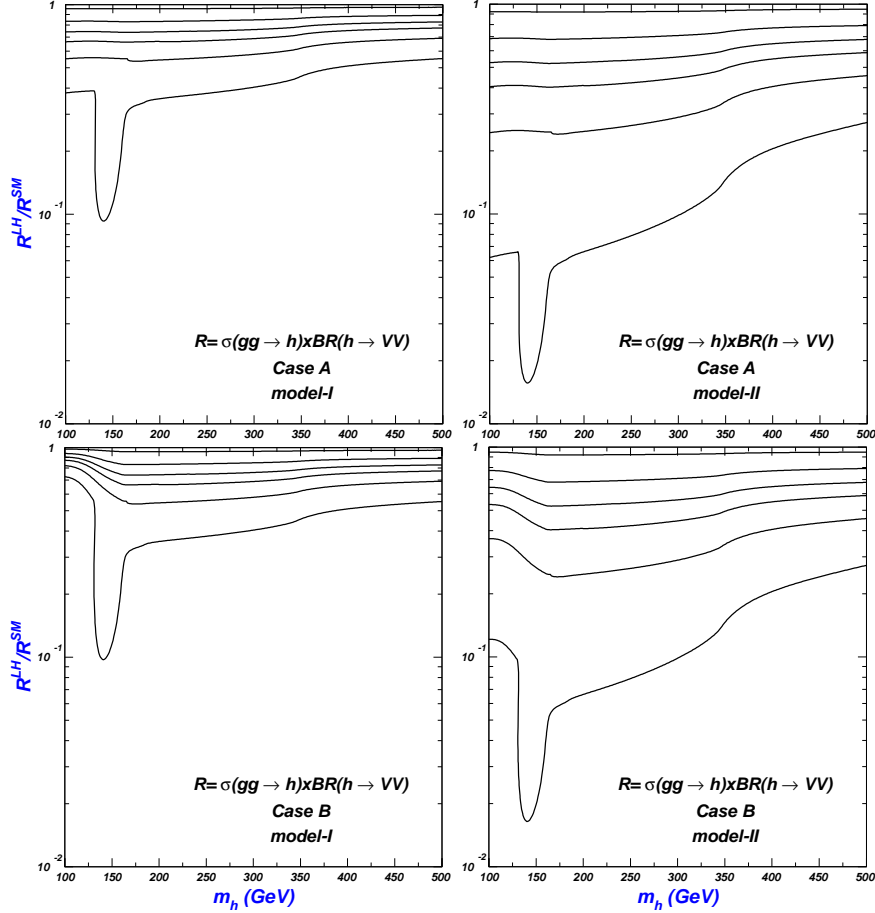 1
10⁻¹
10⁻²
R^LH/R^SM
R= σ(gg → h)xBR(h → VV)
Case A
model-I
100 150 200 250 300 350 400 450 500
1
10⁻¹
10⁻²
R= σ(gg → h)xBR(h → VV)
Case A
model-II
100 150 200 250 300 350 400 450 500
1
10⁻¹
10⁻²
R^LH/R^SM
R= σ(gg → h)xBR(h → VV)
Case B
model-I
100 150 200 250 300 350 400 450 500
m_h (GeV)
1
10⁻¹
10⁻²
R= σ(gg → h)xBR(h → VV)
Case B
model-II
100 150 200 250 300 350 400 450 500
m_h (GeV)